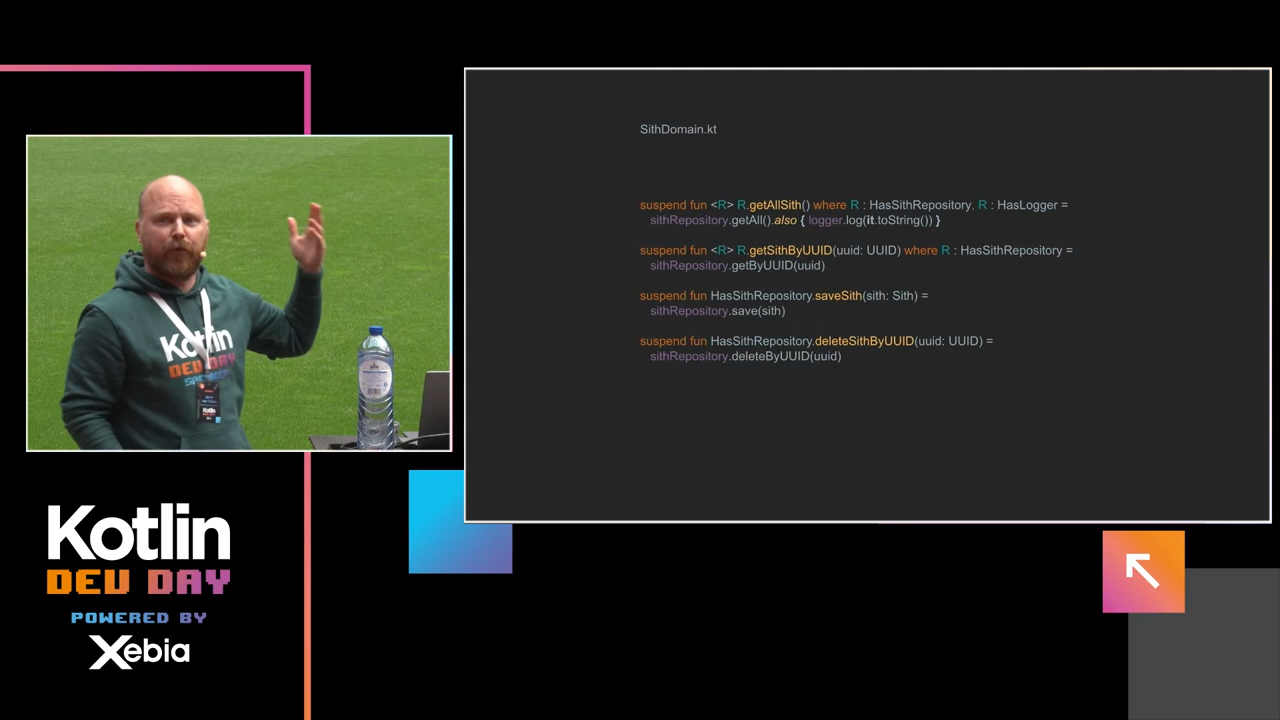 SithDomain.kt
suspend fun <R> R.getAllSith() where R : HasSithRepository, R : HasLogger =
sithRepository.getAll().also { logger.log(it.toString()) }
suspend fun <R> R.getSithByUUID(uuid: UUID) where R : HasSithRepository =
sithRepository.getByUUID(uuid)
suspend fun HasSithRepository.saveSith(sith: Sith) =
sithRepository.save(sith)
suspend fun HasSithRepository.deleteSithByUUID(uuid: UUID) =
sithRepository.deleteByUUID(uuid)
Kotlin
DEV DAY
Kotlin
DEV DAY
POWERED BY
Xebia